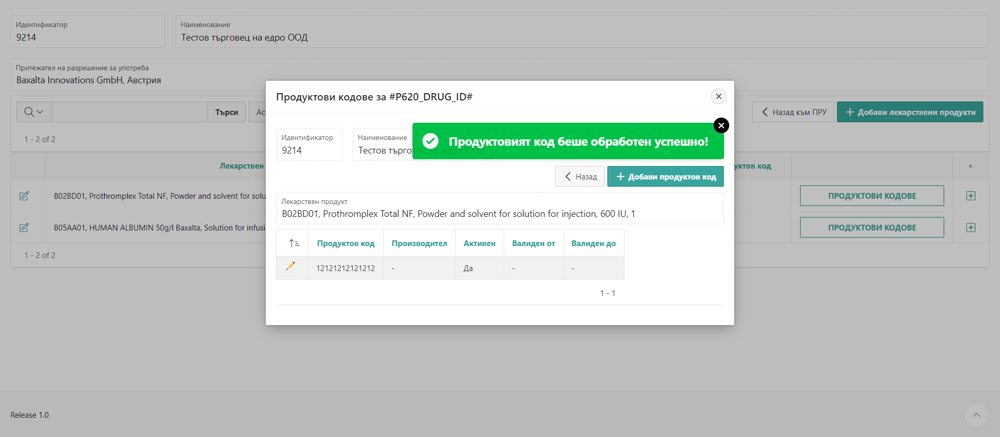 Идентификатор
9214
Наименование
Тестов търговец на едро ООД
Притежател на разрешение за употреба
Baxalta Innovations GmbH, Австрия
Продуктови кодове за #P620_DRUG_ID#
Търси
Назад към ПРУ
Добави лекарствени продукти
1 - 2 of 2
Идентификатор
9214
Наименование
Тестов търговец на едро ООД
Продуктовият код беше обработен успешно!
Назад
Добави продуктов код
Лекарствен
код
+
B02BD01, Prothromplex Total NF, Powder and solvent for
ПРОДУКТОВИ КОДОВЕ
Лекарствен продукт
B02BD01, Prothromplex Total NF, Powder and solvent for solution for injection, 600 IU, 1
B05AA01, HUMAN ALBUMIN 50g/l Baxalta, Solution for
ПРОДУКТОВИ КОДОВЕ
Продуктов код Производител Активен Валиден от Валиден до
12121212121212 - Да - -
1 - 2 of 2
1 - 1
Release 1.0